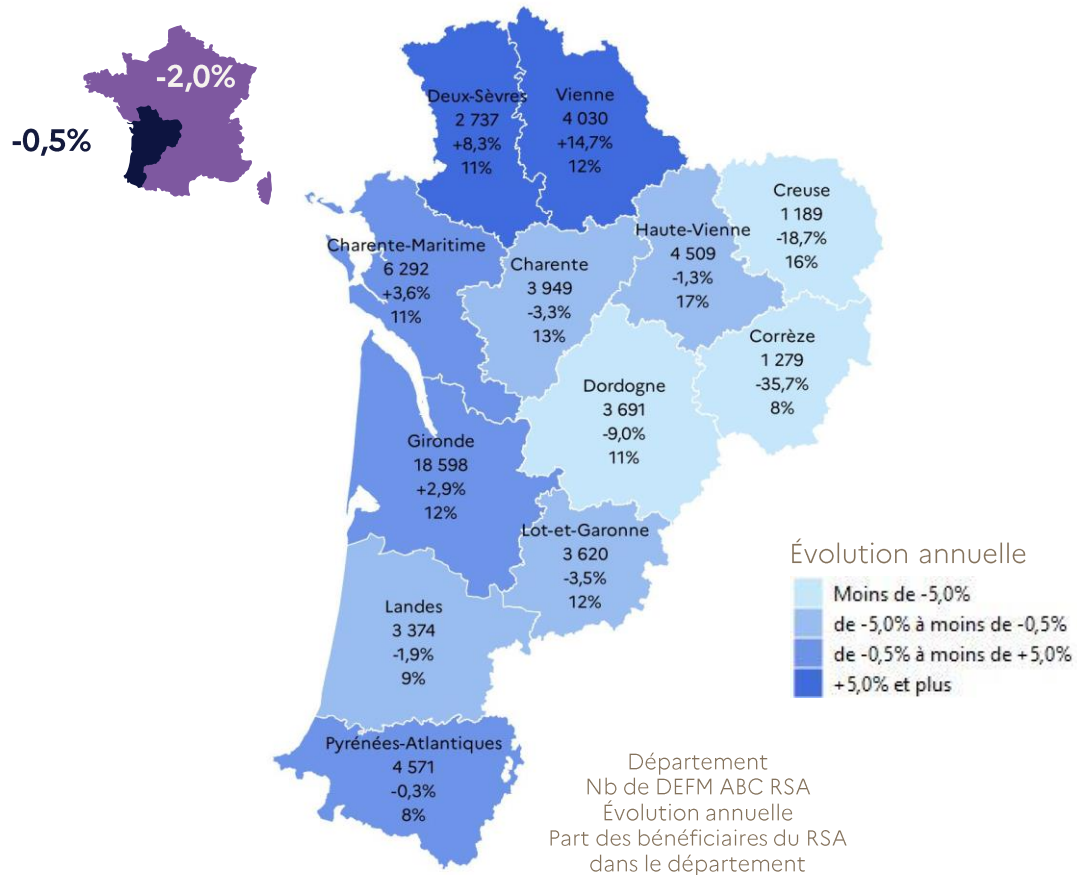 -2,0%
-0,5%
Deux-Sèvres
2 737
+8,3%
11%
Vienne
4 030
+14,7%
12%
Creuse
1 189
-18,7%
16%
Haute-Vienne
4 509
-1,3%
17%
Charente-Maritime
6 292
+3,6%
11%
Charente
3 949
-3,3%
13%
Corrèze
1 279
-35,7%
8%
Dordogne
3 691
-9,0%
11%
Gironde
18 598
+2,9%
12%
Lot-et-Garonne
3 620
-3,5%
12%
Landes
3 374
-1,9%
9%
Pyrénées-Atlantiques
4 571
-0,3%
8%
Évolution annuelle
Moins de -5,0%
de -5,0% à moins de -0,5%
de -0,5% à moins de +5,0%
+5,0% et plus
Département
Nb de DEFM ABC RSA
Évolution annuelle
Part des bénéficiaires du RSA
dans le département